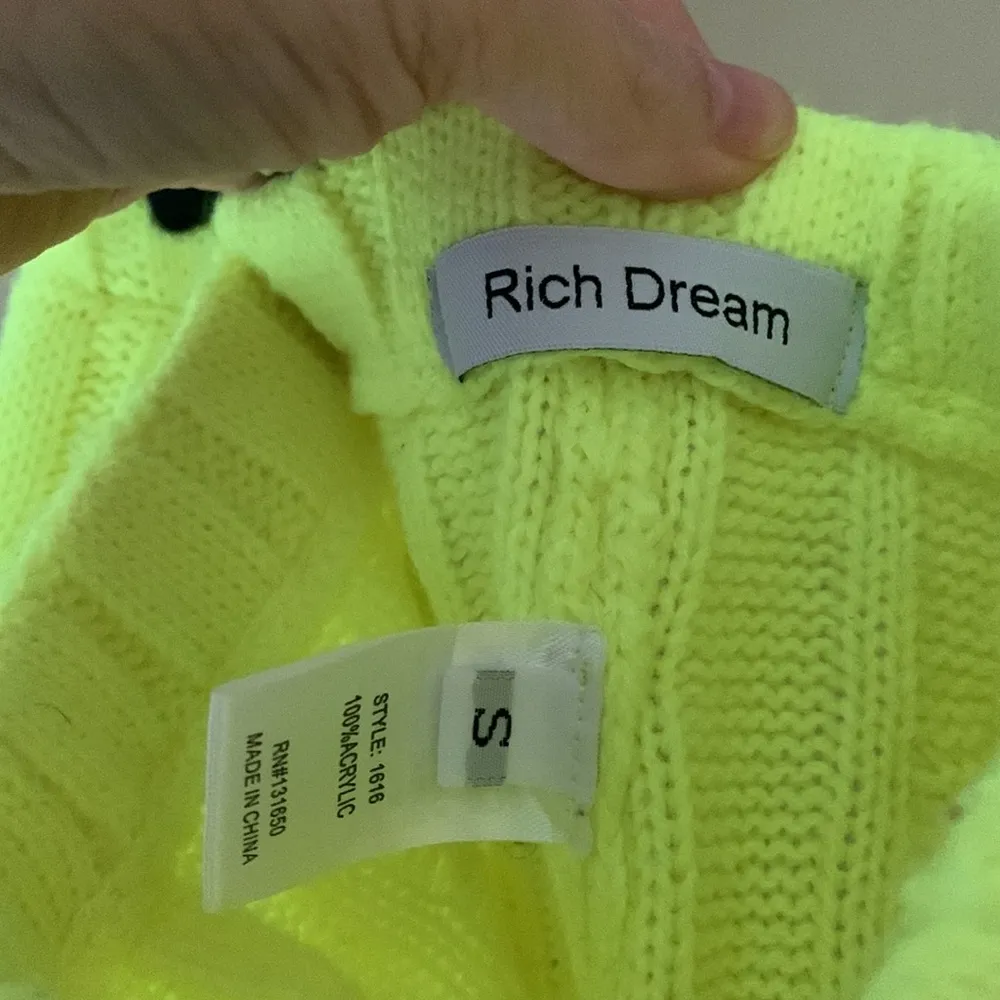 Rich Dream
S
STYLE: 1616
100%ACRYLIC
RN#131650
MADE IN CHINA